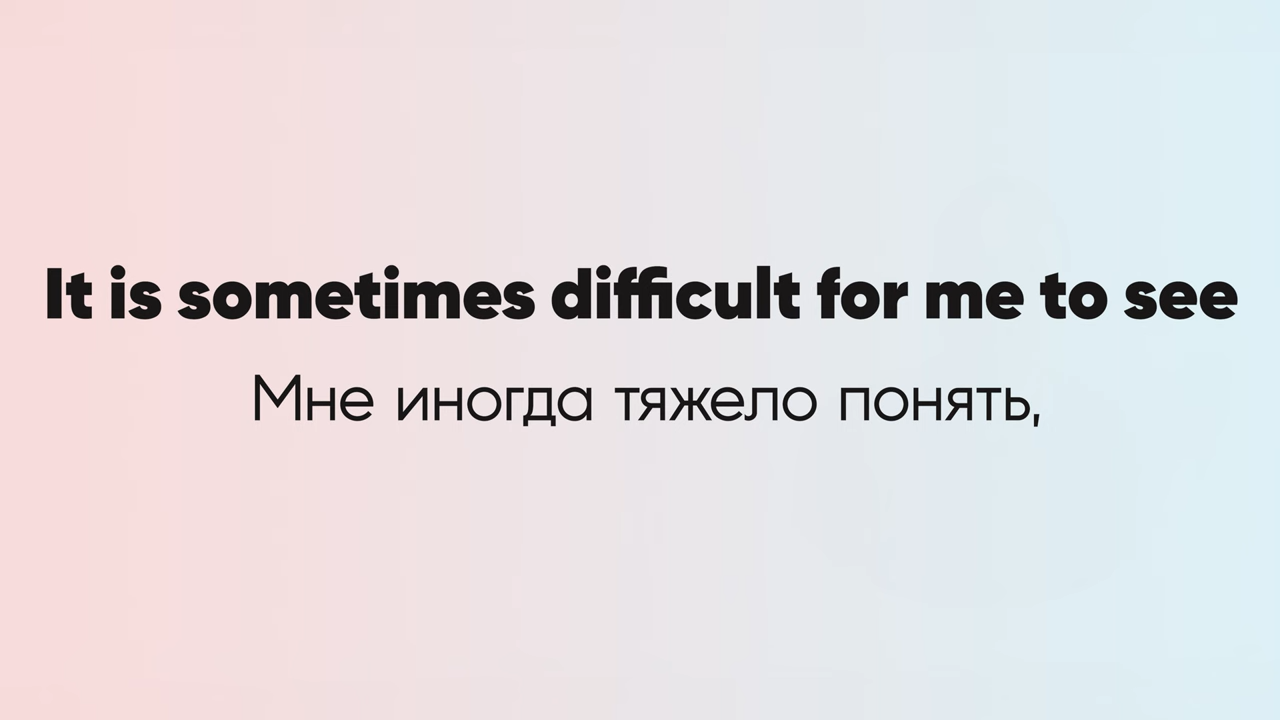 It is sometimes difficult for me to see
Мне иногда тяжело понять,